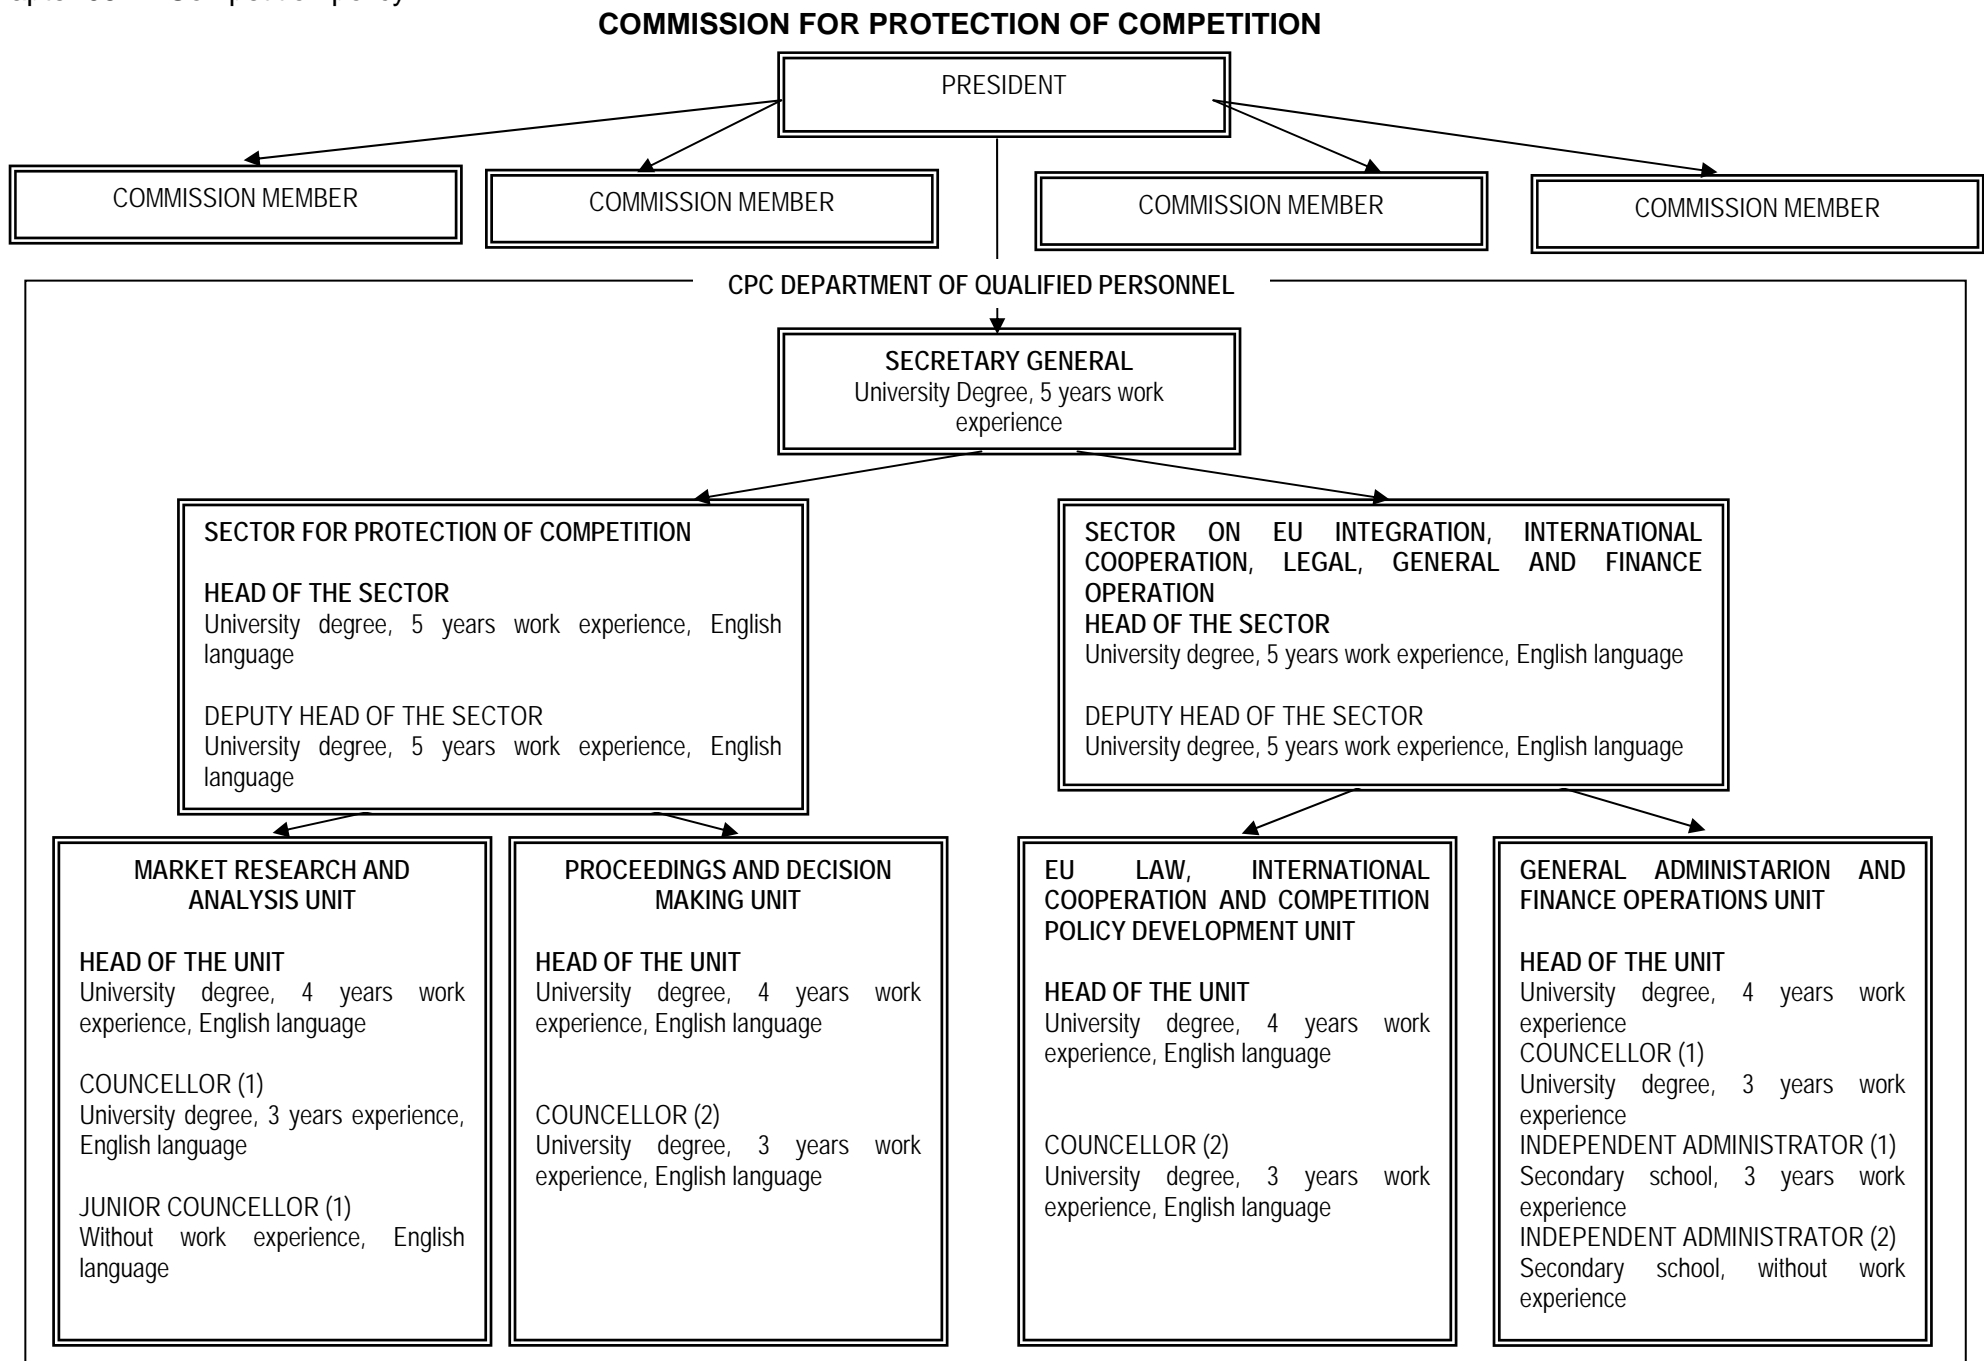 COMMISSION FOR PROTECTION OF COMPETITION
PRESIDENT
COMMISSION MEMBER
COMMISSION MEMBER
COMMISSION MEMBER
COMMISSION MEMBER
CPC DEPARTMENT OF QUALIFIED PERSONNEL
SECRETARY GENERAL
University Degree, 5 years work
experience
SECTOR FOR PROTECTION OF COMPETITION
HEAD OF THE SECTOR
University degree, 5 years work experience, English
language
DEPUTY HEAD OF THE SECTOR
University degree, 5 years work experience, English
language
SECTOR ON EU INTEGRATION, INTERNATIONAL
COOPERATION, LEGAL, GENERAL AND FINANCE
OPERATION
HEAD OF THE SECTOR
University degree, 5 years work experience, English language
DEPUTY HEAD OF THE SECTOR
University degree, 5 years work experience, English language
MARKET RESEARCH AND
ANALYSIS UNIT
HEAD OF THE UNIT
University degree, 4 years work
experience, English language
COUNCELLOR (1)
University degree, 3 years experience,
English language
JUNIOR COUNCELLOR (1)
Without work experience, English
language
PROCEEDINGS AND DECISION
MAKING UNIT
HEAD OF THE UNIT
University degree, 4 years work
experience, English language
COUNCELLOR (2)
University degree, 3 years work
experience, English language
EU LAW, INTERNATIONAL
COOPERATION AND COMPETITION
POLICY DEVELOPMENT UNIT
HEAD OF THE UNIT
University degree, 4 years work
experience, English language
COUNCELLOR (2)
University degree, 3 years work
experience, English language
GENERAL ADMINISTARION AND
FINANCE OPERATIONS UNIT
HEAD OF THE UNIT
University degree, 4 years work
experience
COUNCELLOR (1)
University degree, 3 years work
experience
INDEPENDENT ADMINISTRATOR (1)
Secondary school, 3 years work
experience
INDEPENDENT ADMINISTRATOR (2)
Secondary school, without work
experience